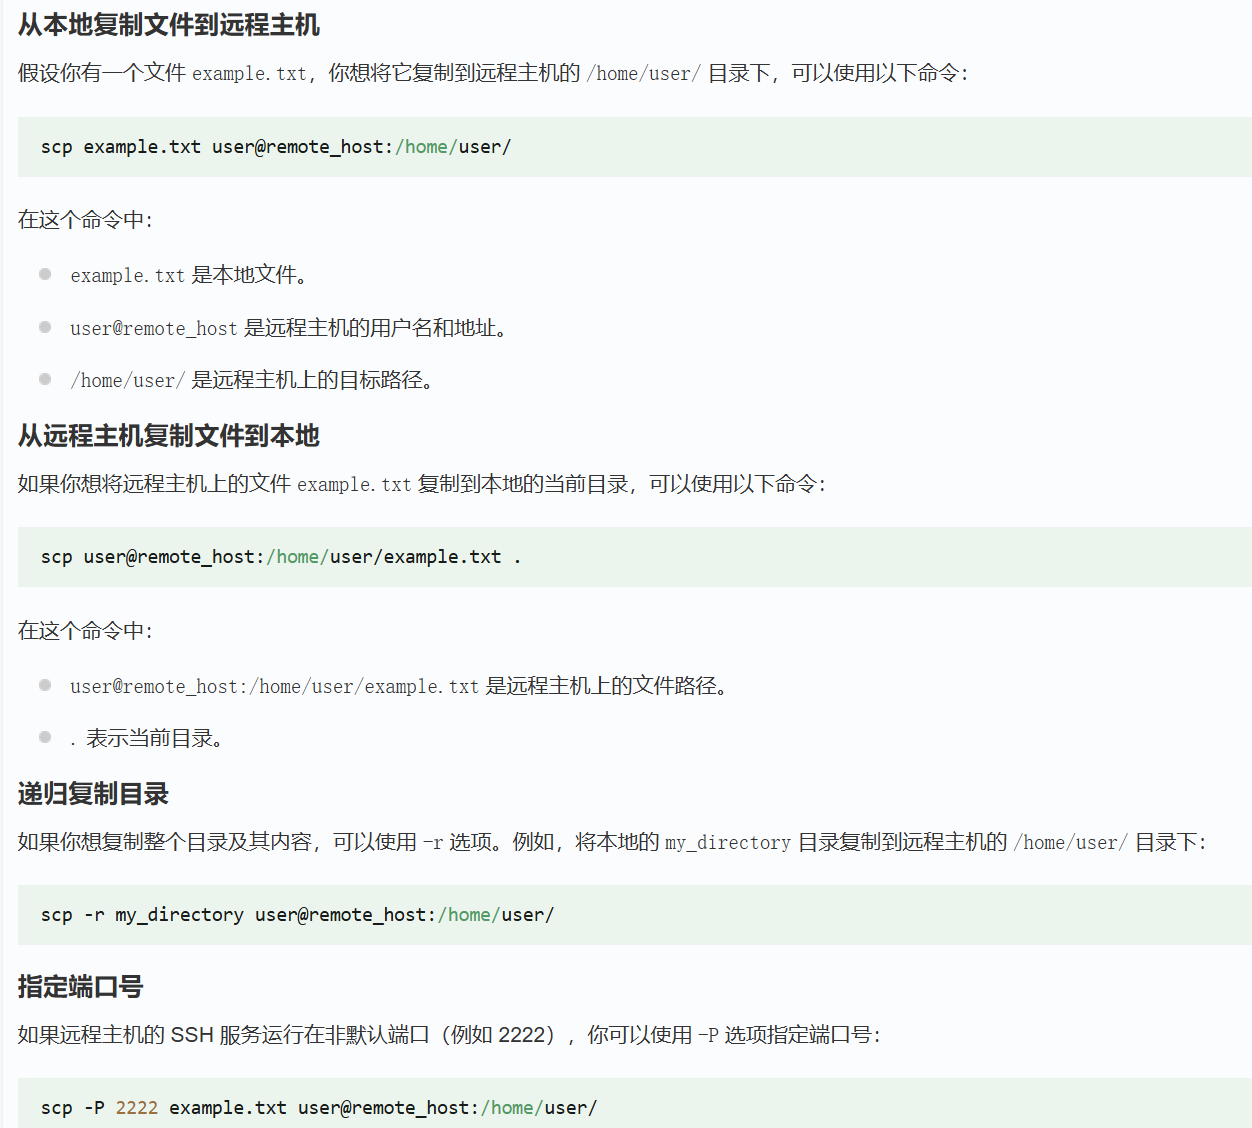 从本地复制文件到远程主机
假设你有一个文件 example.txt，你想将它复制到远程主机的 /home/user/ 目录下，可以使用以下命令：
scp example.txt user@remote_host:/home/user/
在这个命令中：
example.txt 是本地文件。
user@remote_host 是远程主机的用户名和地址。
/home/user/ 是远程主机上的目标路径。
从远程主机复制文件到本地
如果你想将远程主机上的文件 example.txt 复制到本地的当前目录，可以使用以下命令：
scp user@remote_host:/home/user/example.txt .
在这个命令中：
user@remote_host:/home/user/example.txt 是远程主机上的文件路径。
. 表示当前目录。
递归复制目录
如果你想复制整个目录及其内容，可以使用 -r 选项。例如，将本地的 my_directory 目录复制到远程主机的 /home/user/ 目录下：
scp -r my_directory user@remote_host:/home/user/
指定端口号
如果远程主机的 SSH 服务运行在非默认端口（例如 2222），你可以使用 -P 选项指定端口号：
scp -P 2222 example.txt user@remote_host:/home/user/